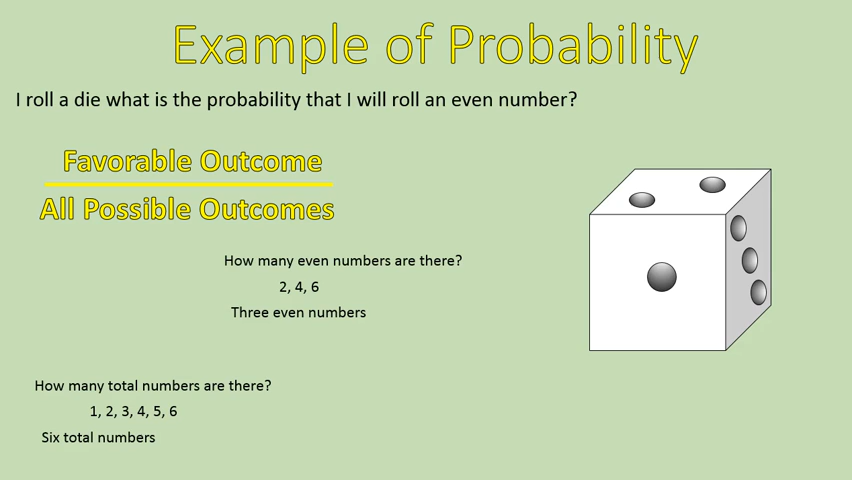 Example of Probability
I roll a die what is the probability that I will roll an even number?
Favorable Outcome
All Possible Outcomes
How many even numbers are there?
2, 4, 6
Three even numbers
How many total numbers are there?
1, 2, 3, 4, 5, 6
Six total numbers